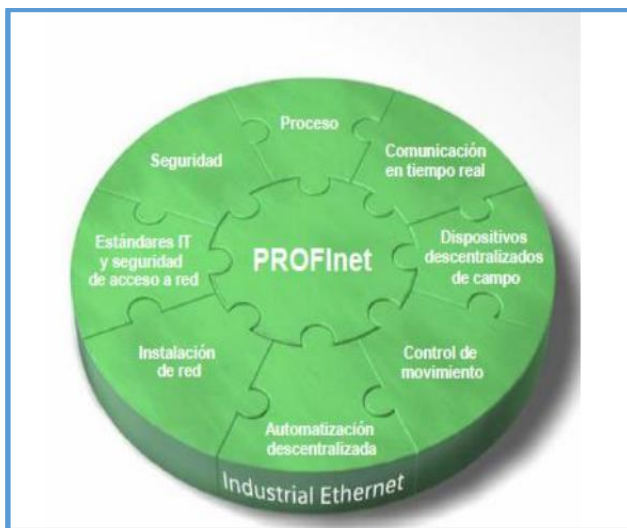 Proceso
Comunicación
en tiempo real
Seguridad
Dispositivos
descentralizados
de campo
Estándares IT
y seguridad
de acceso a red
PROFInet
Control de
movimiento
Instalación
de red
Automatización
descentralizada
Industrial Ethernet